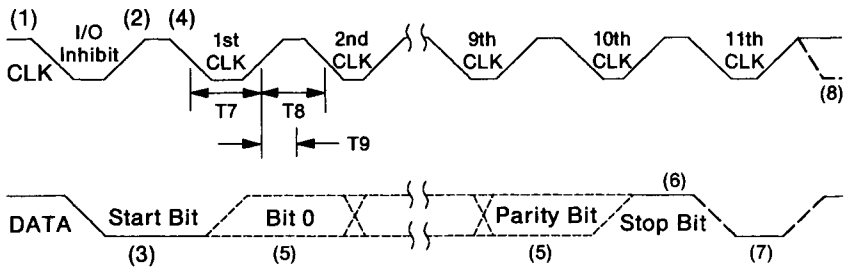 (1) I/O Inhibit (2) (4) 1st CLK 2nd CLK 9th CLK 10th CLK 11th CLK
CLK (8)
T7 T8
T9
(6)
DATA Start Bit Bit 0 Parity Bit Stop Bit
(3) (5) (5) (7)